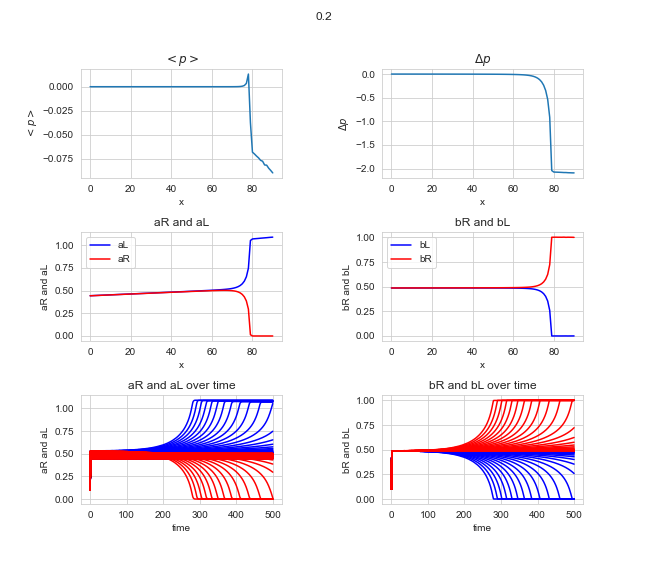 0.2
< p >
Δp
0.000
−0.025
−0.050
−0.075
< p >
0 20 40 60 80
x
0.0
−0.5
−1.0
−1.5
−2.0
Δp
0 20 40 60 80
x
aR and aL
aL
aR
1.00
0.75
0.50
0.25
0.00
aR and aL
0 20 40 60 80
x
bR and bL
bL
bR
1.00
0.75
0.50
0.25
0.00
bR and bL
0 20 40 60 80
x
aR and aL over time
1.00
0.75
0.50
0.25
0.00
aR and aL
0 100 200 300 400 500
time
bR and bL over time
1.00
0.75
0.50
0.25
0.00
bR and bL
0 100 200 300 400 500
time